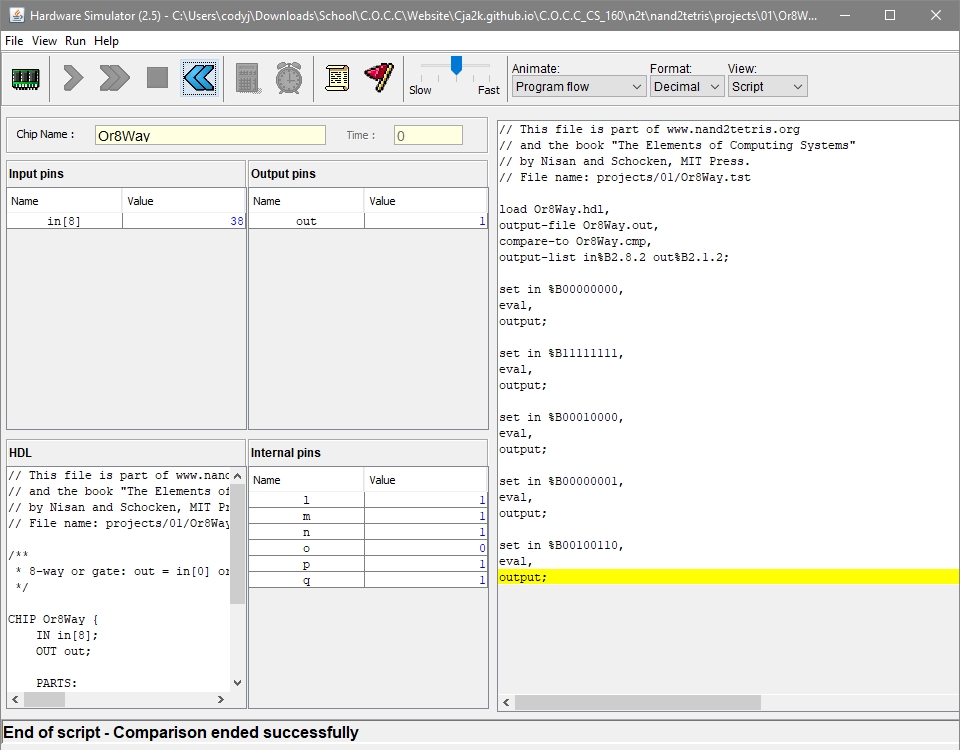 Hardware Simulator (2.5) - C:\Users\codyj\Downloads\School\C.O.C.C\Website\Cja2k.github.io\C.O.C.C_CS_160\n2t\nand2tetris\projects\01\Or8W...
File View Run Help
Slow Fast
Animate: Format: View:
Program flow Decimal Script
Chip Name : Or8Way Time : 0
Input pins
Name Value
in[8] 38
Output pins
Name Value
out 1
HDL
// This file is part of www.nand
// and the book "The Elements of
// by Nisan and Schocken, MIT Pr
// File name: projects/01/Or8Way
/**
* 8-way or gate: out = in[0] or
*/
CHIP Or8Way {
IN in[8];
OUT out;
PARTS:
Internal pins
Name Value
l 1
m 1
n 1
o 0
p 1
q 1
// This file is part of www.nand2tetris.org
// and the book "The Elements of Computing Systems"
// by Nisan and Schocken, MIT Press.
// File name: projects/01/Or8Way.tst
load Or8Way.hdl,
output-file Or8Way.out,
compare-to Or8Way.cmp,
output-list in%B2.8.2 out%B2.1.2;
set in %B00000000,
eval,
output;
set in %B11111111,
eval,
output;
set in %B00010000,
eval,
output;
set in %B00000001,
eval,
output;
set in %B00100110,
eval,
output;
End of script - Comparison ended successfully